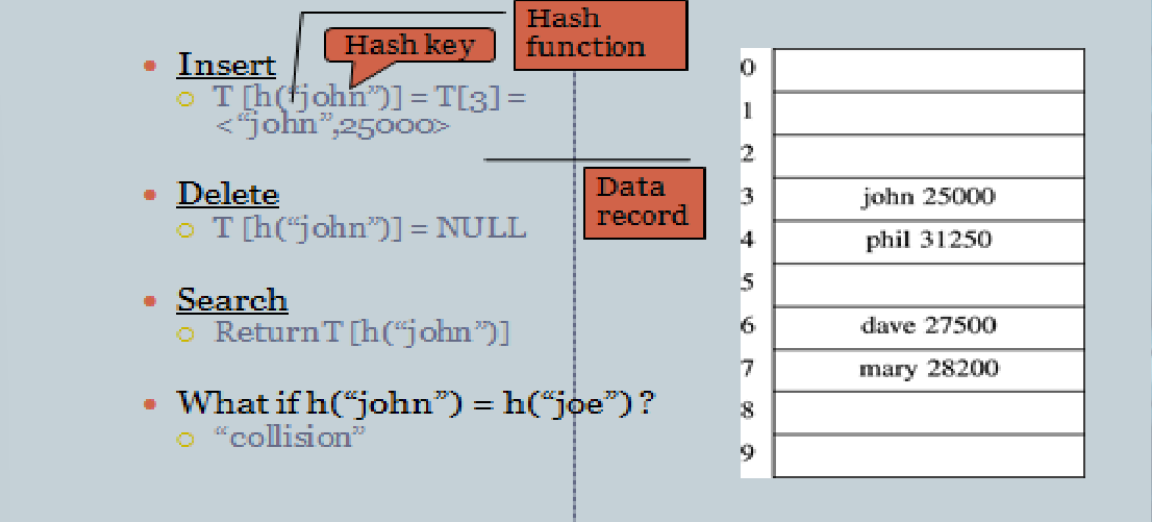 Hash
function
Hash key
• Insert
○ T [h(“john”)] = T[3] =
<“john”,25000>
Data
record
• Delete
○ T [h(“john”)] = NULL
• Search
○ Return T [h(“john”)]
• What if h(“john”) = h(“joe”) ?
○ “collision”
0
1
2
3 john 25000
4 phil 31250
5
6 dave 27500
7 mary 28200
8
9